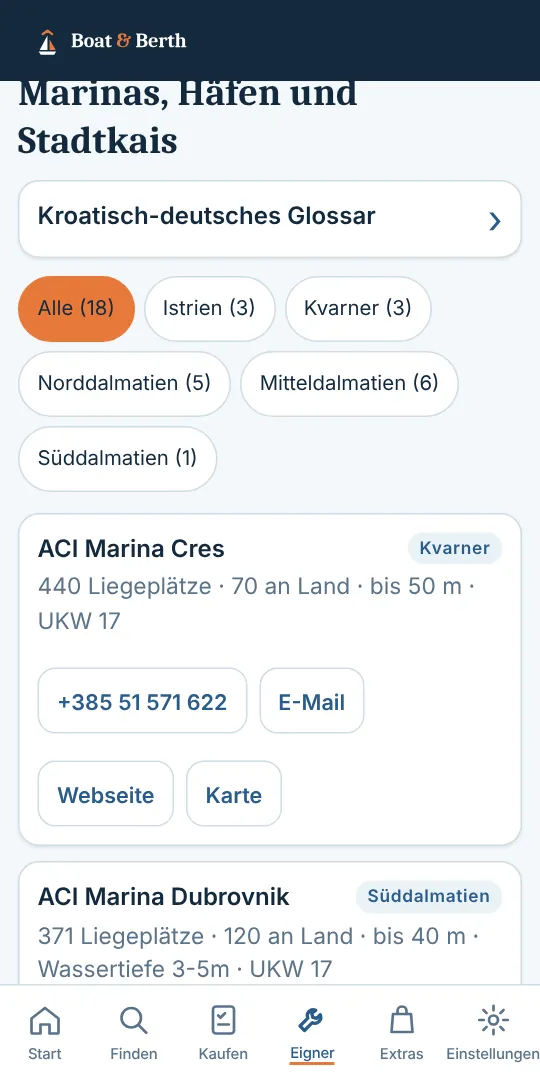 Boat & Berth
Marinas, Häfen und
Stadtkais
Kroatisch-deutsches Glossar
Alle (18)
Istrien (3)
Kvarner (3)
Norddalmatien (5)
Mitteldalmatien (6)
Süddalmatien (1)
ACI Marina Cres
Kvarner
440 Liegeplätze · 70 an Land · bis 50 m ·
UKW 17
+385 51 571 622
E-Mail
Webseite
Karte
ACI Marina Dubrovnik
Süddalmatien
371 Liegeplätze · 120 an Land · bis 40 m ·
Wassertiefe 3-5m · UKW 17
Start
Finden
Kaufen
Eigner
Extras
Einstellungen